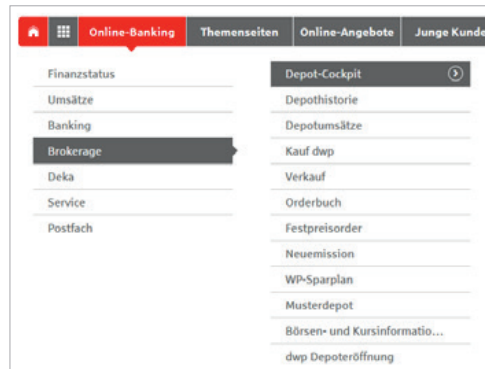 Online-Banking Themenseiten Online-Angebote Junge Kunde
Finanzstatus
Umsätze
Banking
Brokerage
Deka
Service
Postfach
Depot-Cockpit
Depothistorie
Depotumsätze
Kauf dwp
Verkauf
Orderbuch
Festpreisorder
Neuemission
WP-Sparplan
Musterdepot
Börsen- und Kursinformatio...
dwp Depoteröffnung